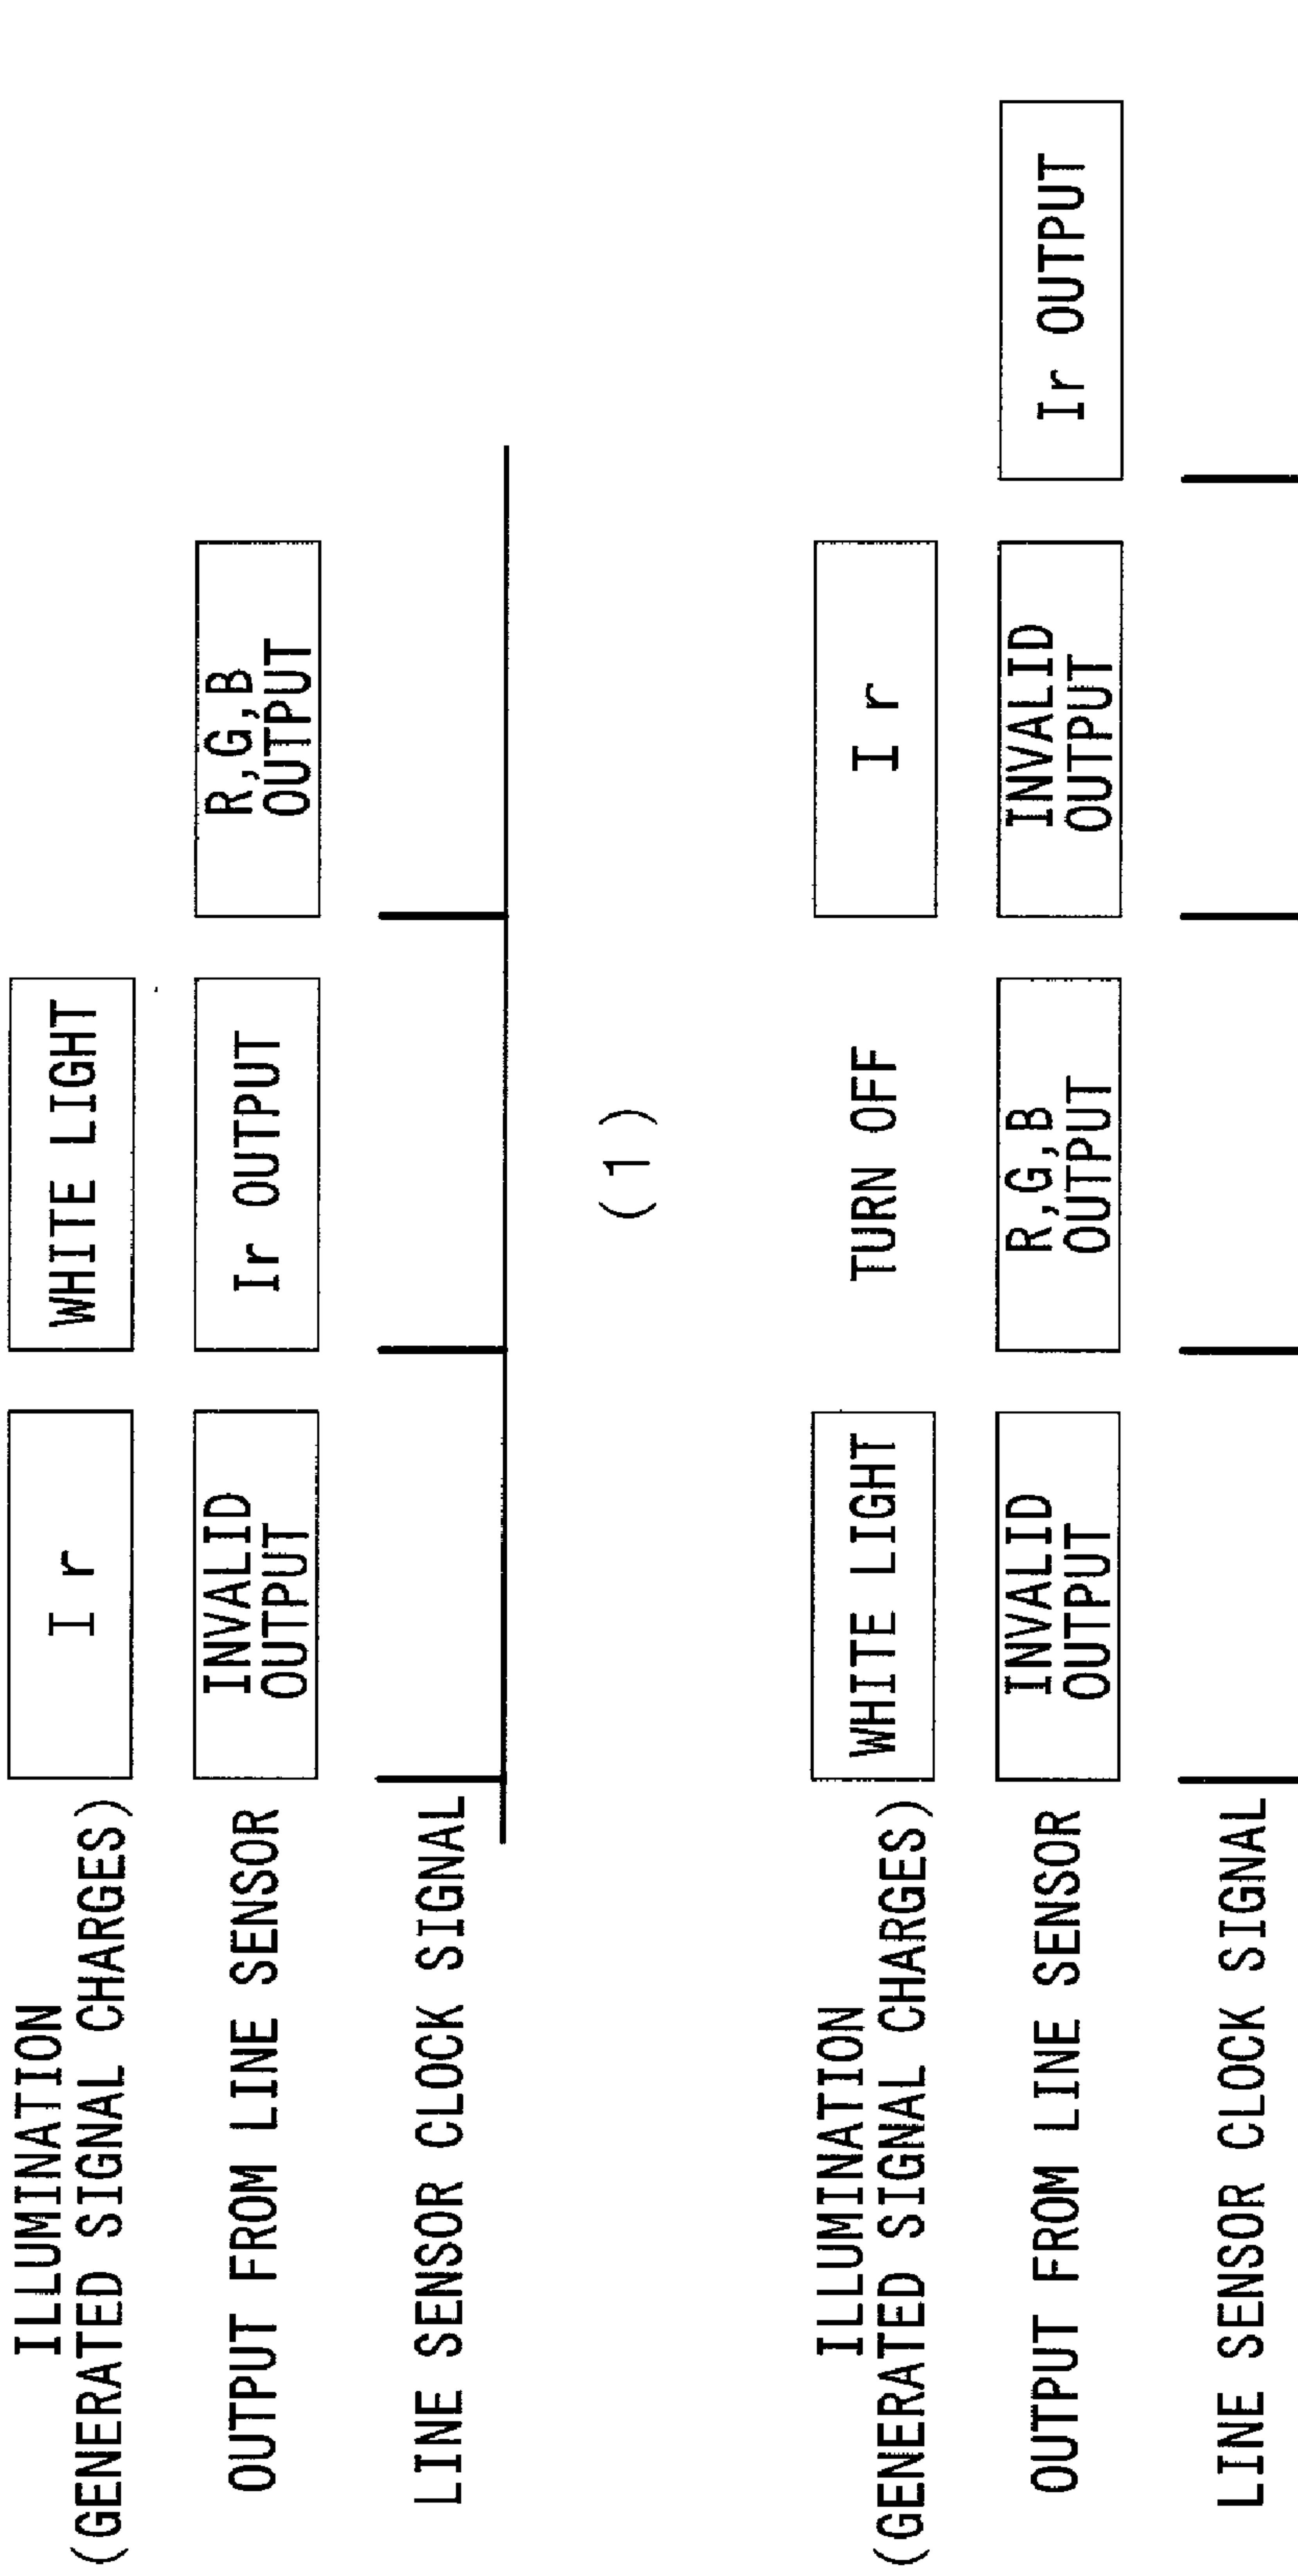 ILLUMINATION
(GENERATED SIGNAL CHARGES)
I r
WHITE LIGHT
OUTPUT FROM LINE SENSOR
INVALID
OUTPUT
Ir OUTPUT
R,G,B
OUTPUT
LINE SENSOR CLOCK SIGNAL
(1)
ILLUMINATION
(GENERATED SIGNAL CHARGES)
WHITE LIGHT
TURN OFF
I r
OUTPUT FROM LINE SENSOR
INVALID
OUTPUT
R,G,B
OUTPUT
INVALID
OUTPUT
Ir OUTPUT
LINE SENSOR CLOCK SIGNAL